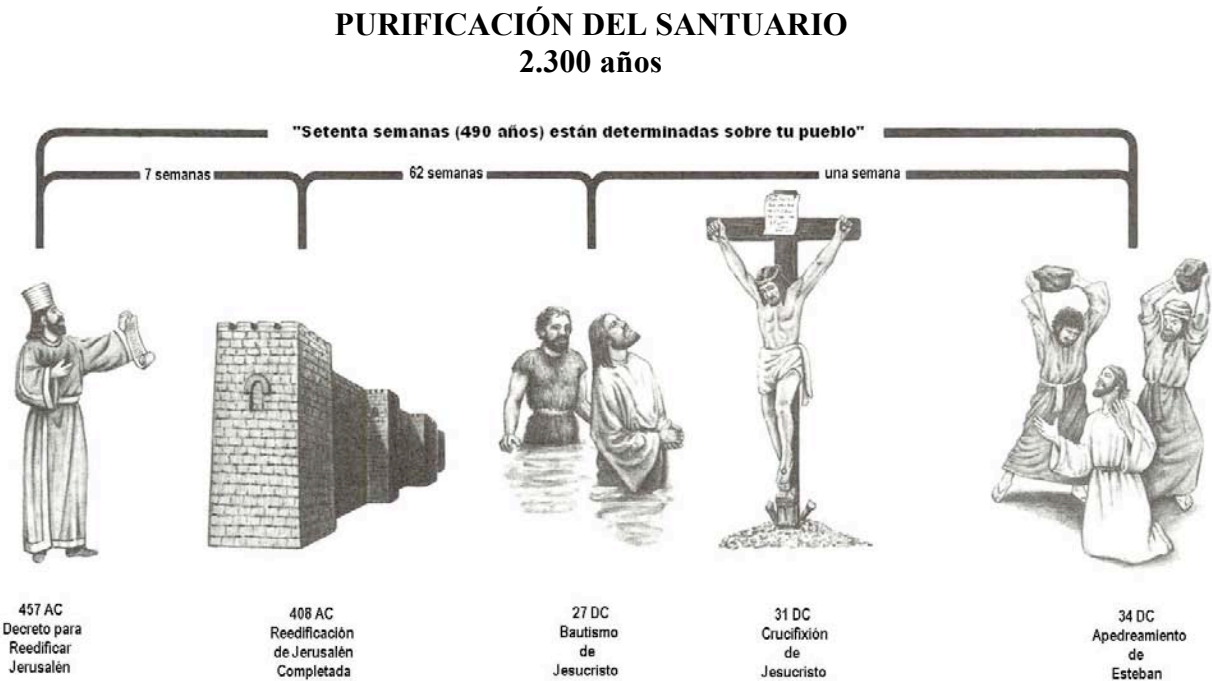 PURIFICACIÓN DEL SANTUARIO
2.300 años
"Setenta semanas (490 años) están determinadas sobre tu pueblo"
7 semanas
62 semanas
una semana
457 AC
Decreto para
Reedificar
Jerusalén
408 AC
Reedificación
de Jerusalén
Completada
27 DC
Bautismo
de
Jesucristo
31 DC
Crucifixión
de
Jesucristo
34 DC
Apedreamiento
de
Esteban